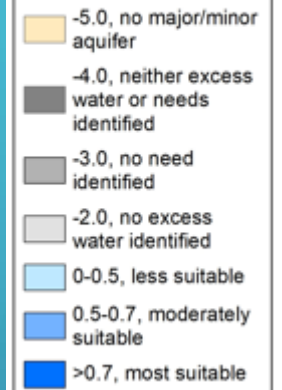 -5.0, no major/minor
aquifer
-4.0, neither excess
water or needs
identified
-3.0, no need
identified
-2.0, no excess
water identified
0-0.5, less suitable
0.5-0.7, moderately
suitable
>0.7, most suitable